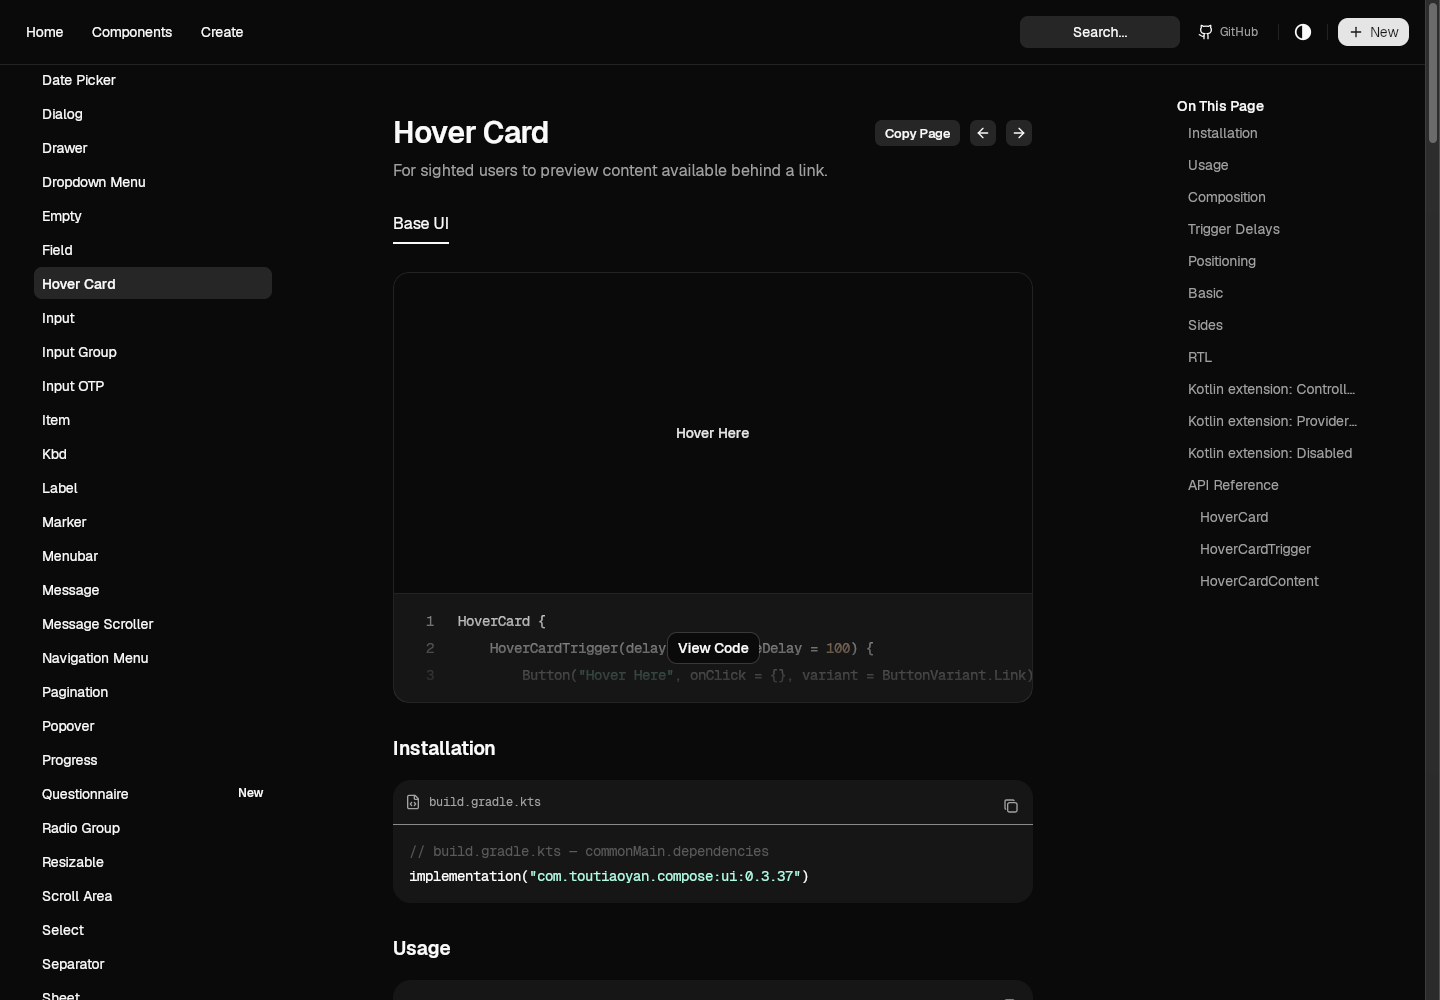 Home
Components
Create
Search...
GitHub
New
Date Picker
Dialog
Drawer
Dropdown Menu
Empty
Field
Hover Card
Input
Input Group
Input OTP
Item
Kbd
Label
Marker
Menubar
Message
Message Scroller
Navigation Menu
Pagination
Popover
Progress
Questionnaire New
Radio Group
Resizable
Scroll Area
Select
Separator
Sheet
Hover Card
Copy Page
For sighted users to preview content available behind a link.
Base UI
Hover Here
1 HoverCard {
2 HoverCardTrigger(delay
View Code
eDelay = 100) {
3 Button("Hover Here", onClick = {}, variant = ButtonVariant.Link)
Installation
build.gradle.kts
// build.gradle.kts — commonMain.dependencies
implementation("com.toutiaoyan.compose:ui:0.3.37")
Usage
On This Page
Installation
Usage
Composition
Trigger Delays
Positioning
Basic
Sides
RTL
Kotlin extension: Controll...
Kotlin extension: Provider...
Kotlin extension: Disabled
API Reference
HoverCard
HoverCardTrigger
HoverCardContent